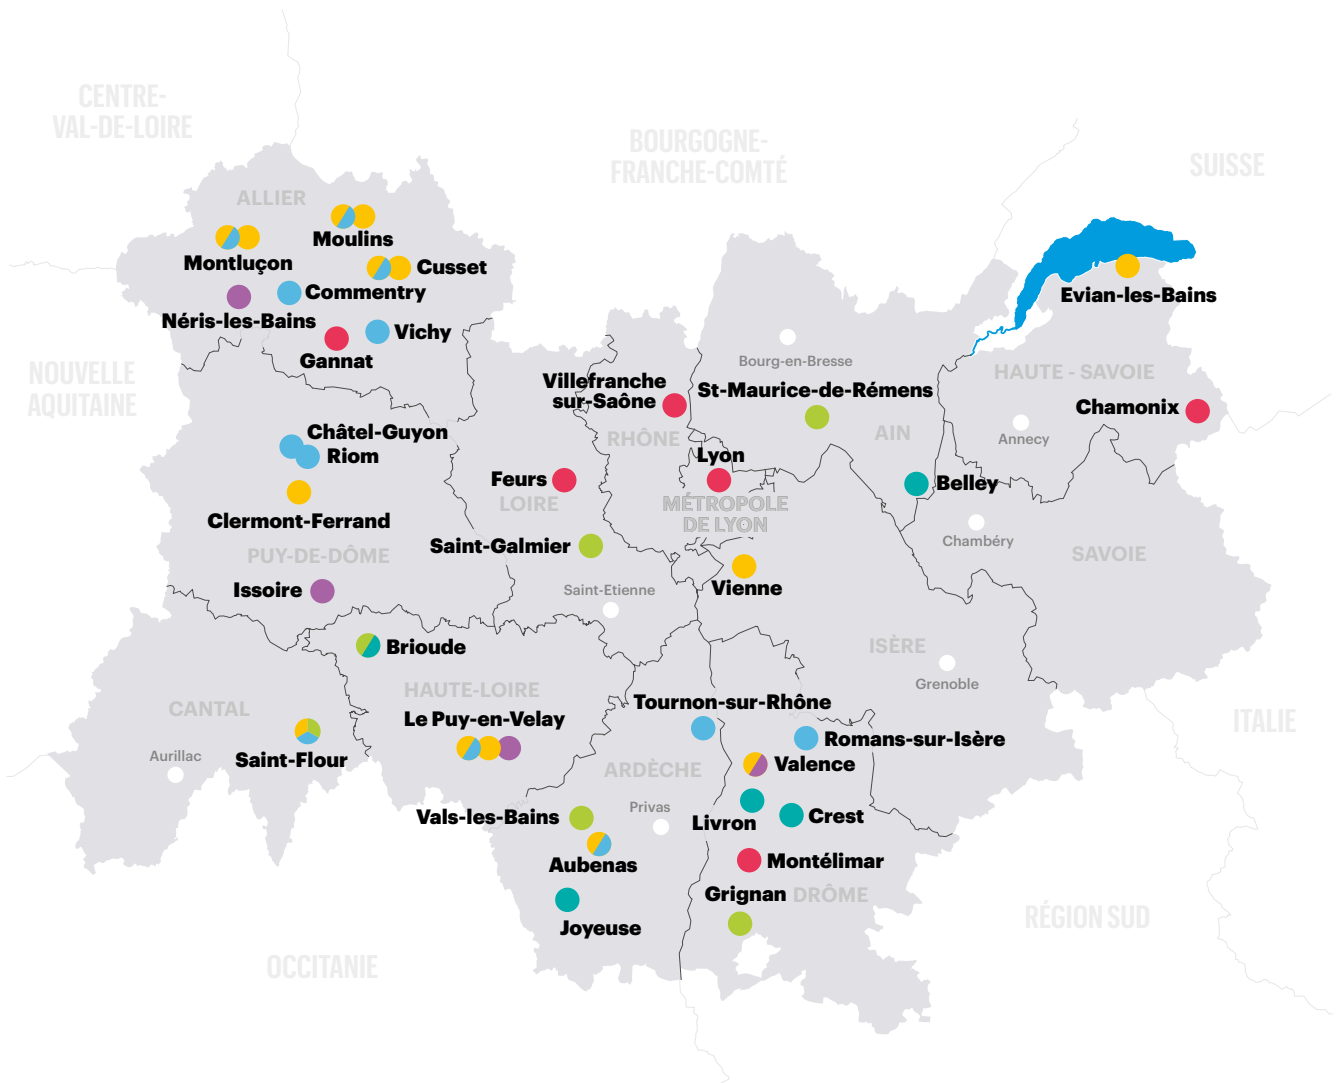 CENTRE-
VAL-DE-LOIRE
BOURGOGNE-
FRANCHE-COMTÉ
SUISSE
ALLIER
Moulins
Montluçon
Cusset
Commentry
Evian-les-Bains
Néris-les-Bains
Vichy
Gannat
Bourg-en-Bresse
NOUVELLE
AQUITAINE
HAUTE - SAVOIE
Villefranche
sur-Saône
St-Maurice-de-Rémens
Chamonix
Châtel-Guyon
Riom
RHÔNE
AIN
Annecy
Lyon
Feurs
Belley
LOIRE
MÉTROPOLE
DE LYON
Clermont-Ferrand
Chambéry
Saint-Galmier
PUY-DE-DÔME
SAVOIE
Issoire
Saint-Etienne
Vienne
Brioude
ISÈRE
Grenoble
HAUTE-LOIRE
Tournon-sur-Rhône
CANTAL
Le Puy-en-Velay
ITALIE
Romans-sur-Isère
Aurillac
Saint-Flour
Valence
ARDÈCHE
Privas
Vals-les-Bains
Livron
Crest
Aubenas
Montélimar
Grignan
DRÔME
Joyeuse
RÉGION SUD
OCCITANIE